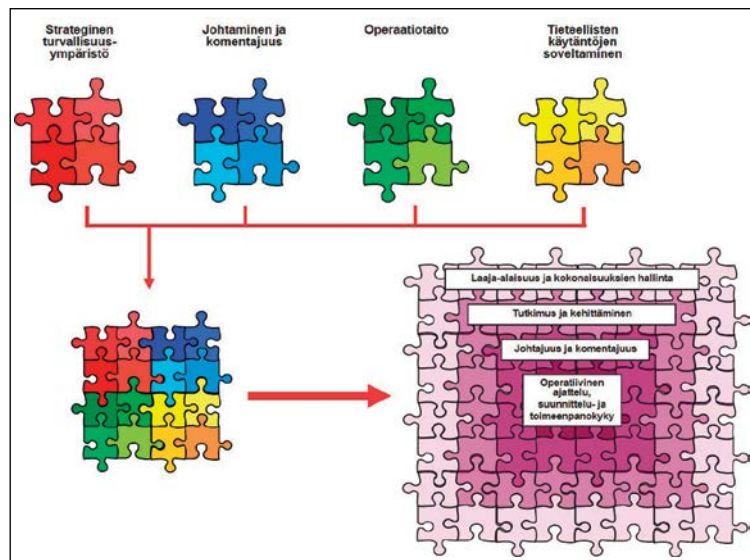 Strateginen
turvallisuus-
ympäristö
Johtaminen ja
komentajuus
Operaatiotaito
Tieteellisten
käytäntöjen
soveltaminen
Laaja-alaisuus ja kokonaisuuksien hallinta
Tutkimus ja kehittäminen
Johtajuus ja komentajuus
Operatiivinen
ajattelu,
suunnittelu- ja
toimeenpanokyky